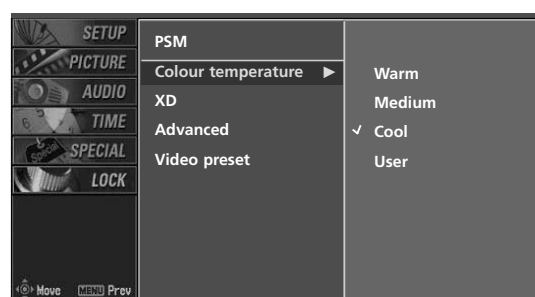 SETUP
PICTURE
AUDIO
TIME
SPECIAL
LOCK
Move MENU Prev
PSM
Colour temperature ▶
XD
Advanced
Video preset
Warm
Medium
✓ Cool
User